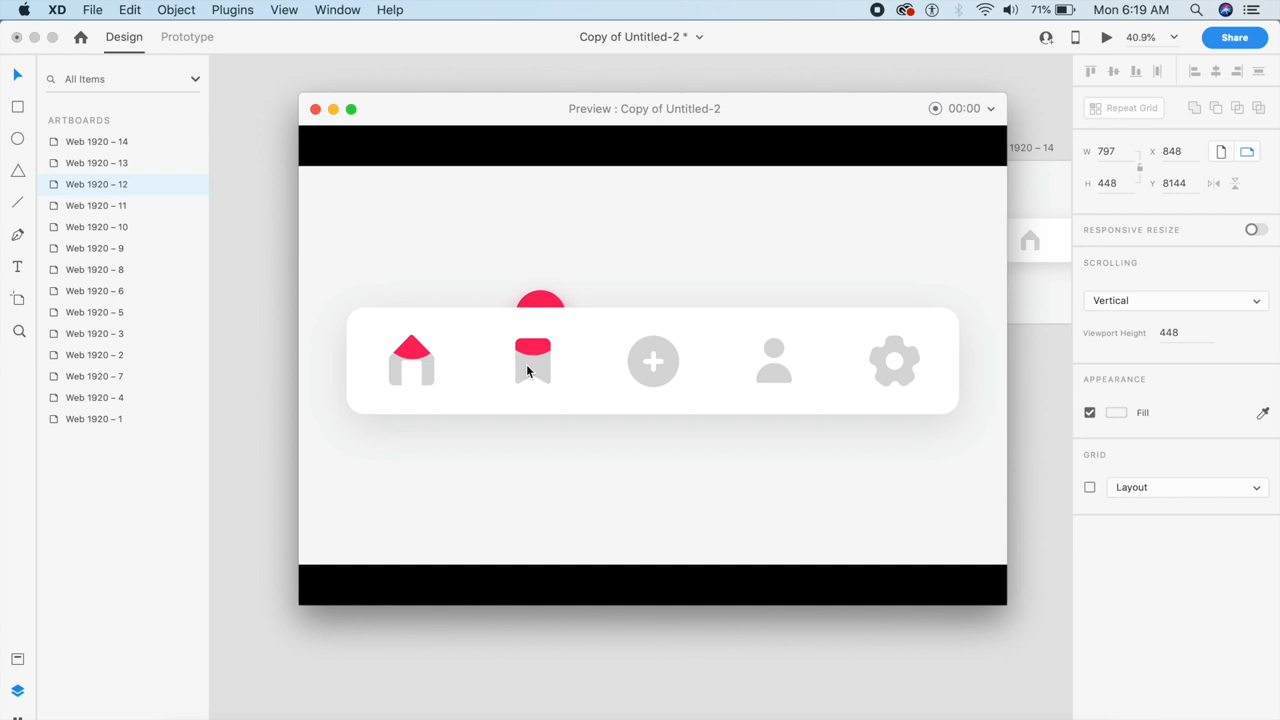 XD File Edit Object Plugins View Window Help 71% Mon 6:19 AM
Design Prototype Copy of Untitled-2 * 40.9% Share
All Items
ARTBOARDS
Web 1920 – 14
Web 1920 – 13
Web 1920 – 12
Web 1920 – 11
Web 1920 – 10
Web 1920 – 9
Web 1920 – 8
Web 1920 – 6
Web 1920 – 5
Web 1920 – 3
Web 1920 – 2
Web 1920 – 7
Web 1920 – 4
Web 1920 – 1
Preview : Copy of Untitled-2 00:00
1920 – 14
Repeat Grid
W 797 X 848
H 448 Y 8144
RESPONSIVE RESIZE
SCROLLING
Vertical
Viewport Height 448
APPEARANCE
Fill
GRID
Layout